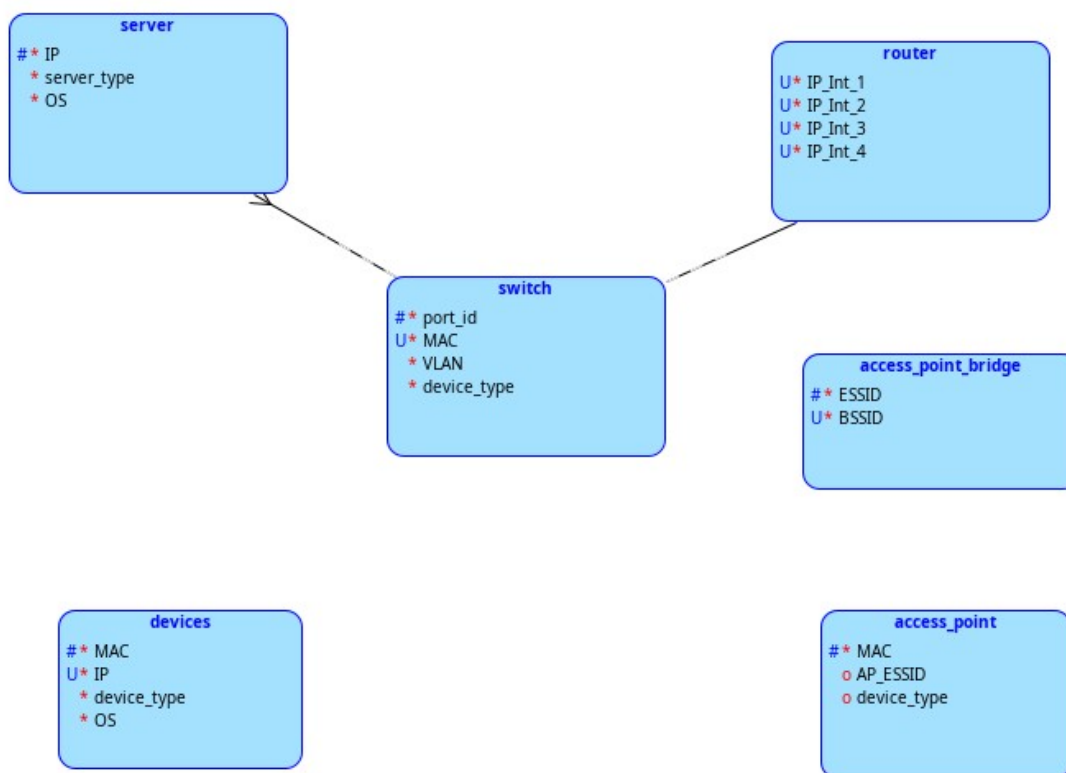 server
#* IP
* server_type
* OS
router
U* IP_Int_1
U* IP_Int_2
U* IP_Int_3
U* IP_Int_4
switch
#* port_id
U* MAC
* VLAN
* device_type
access_point_bridge
#* ESSID
U* BSSID
devices
#* MAC
U* IP
* device_type
* OS
access_point
#* MAC
o AP_ESSID
o device_type